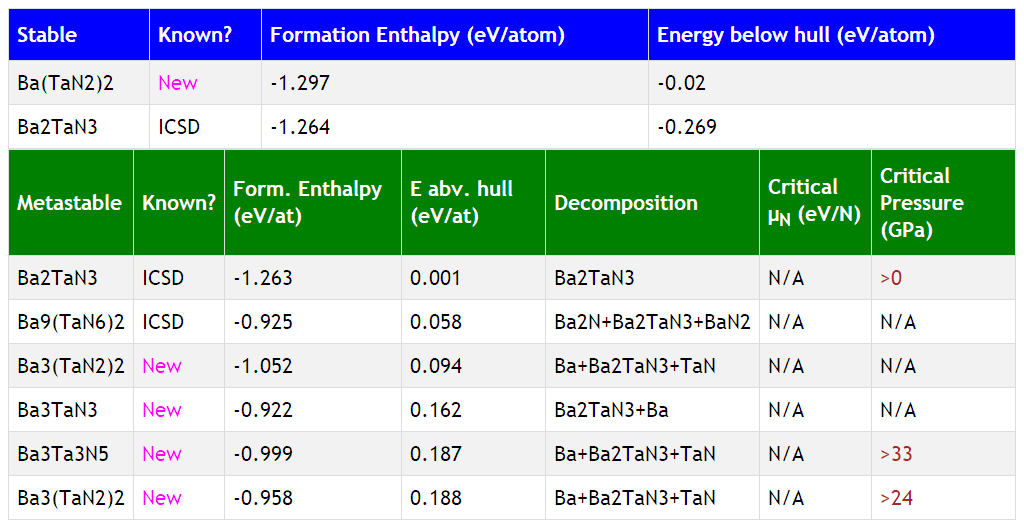 Stable Known? Formation Enthalpy (eV/atom) Energy below hull (eV/atom)
Ba(TaN2)2 New -1.297 -0.02
Ba2TaN3 ICSD -1.264 -0.269
Metastable Known? Form. Enthalpy (eV/at) E abv. hull (eV/at) Decomposition Critical μN (eV/N) Critical Pressure (GPa)
Ba2TaN3 ICSD -1.263 0.001 Ba2TaN3 N/A >0
Ba9(TaN6)2 ICSD -0.925 0.058 Ba2N+Ba2TaN3+BaN2 N/A N/A
Ba3(TaN2)2 New -1.052 0.094 Ba+Ba2TaN3+TaN N/A N/A
Ba3TaN3 New -0.922 0.162 Ba2TaN3+Ba N/A N/A
Ba3Ta3N5 New -0.999 0.187 Ba+Ba2TaN3+TaN N/A >33
Ba3(TaN2)2 New -0.958 0.188 Ba+Ba2TaN3+TaN N/A >24